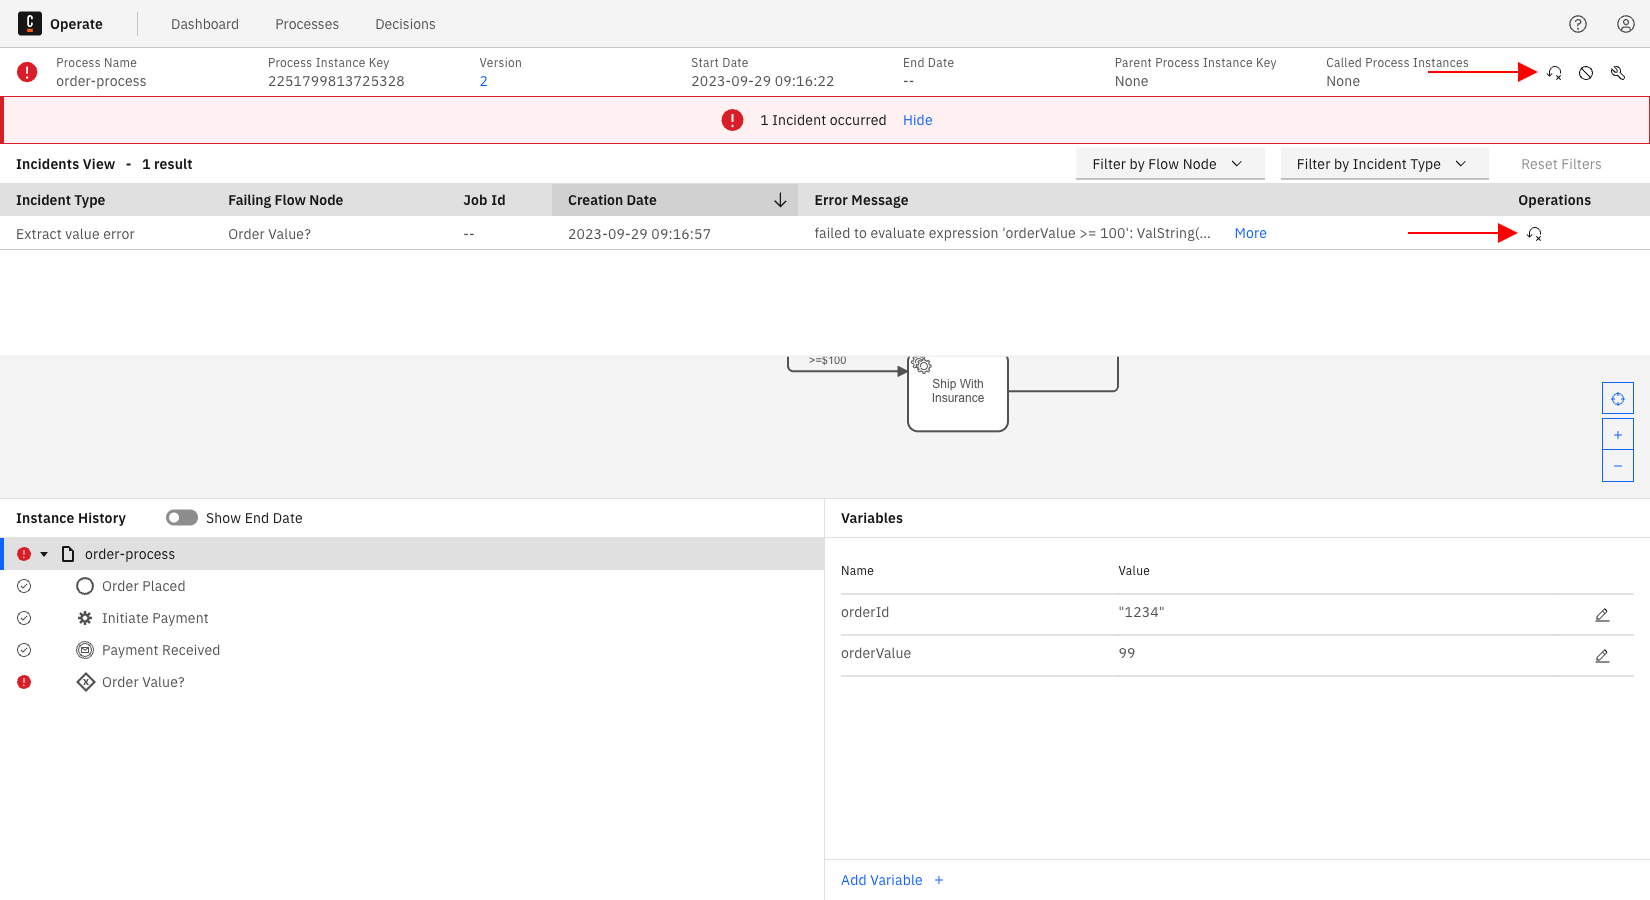 C Operate Dashboard Processes Decisions
Process Name Process Instance Key Version Start Date End Date Parent Process Instance Key Called Process Instances
order-process 2251799813725328 2 2023-09-29 09:16:22 -- None None
1 Incident occurred Hide
Incidents View - 1 result Filter by Flow Node Filter by Incident Type Reset Filters
Incident Type Failing Flow Node Job Id Creation Date Error Message Operations
Extract value error Order Value? -- 2023-09-29 09:16:57 failed to evaluate expression 'orderValue >= 100': ValString(... More
>=$100
Ship With
Insurance
+
−
Instance History Show End Date
order-process
Order Placed
Initiate Payment
Payment Received
Order Value?
Variables
Name Value
orderId "1234"
orderValue 99
Add Variable +